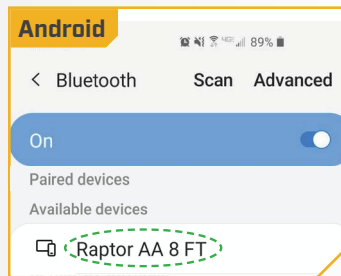 Android
89%
< Bluetooth Scan Advanced
On
Paired devices
Available devices
Raptor AA 8 FT